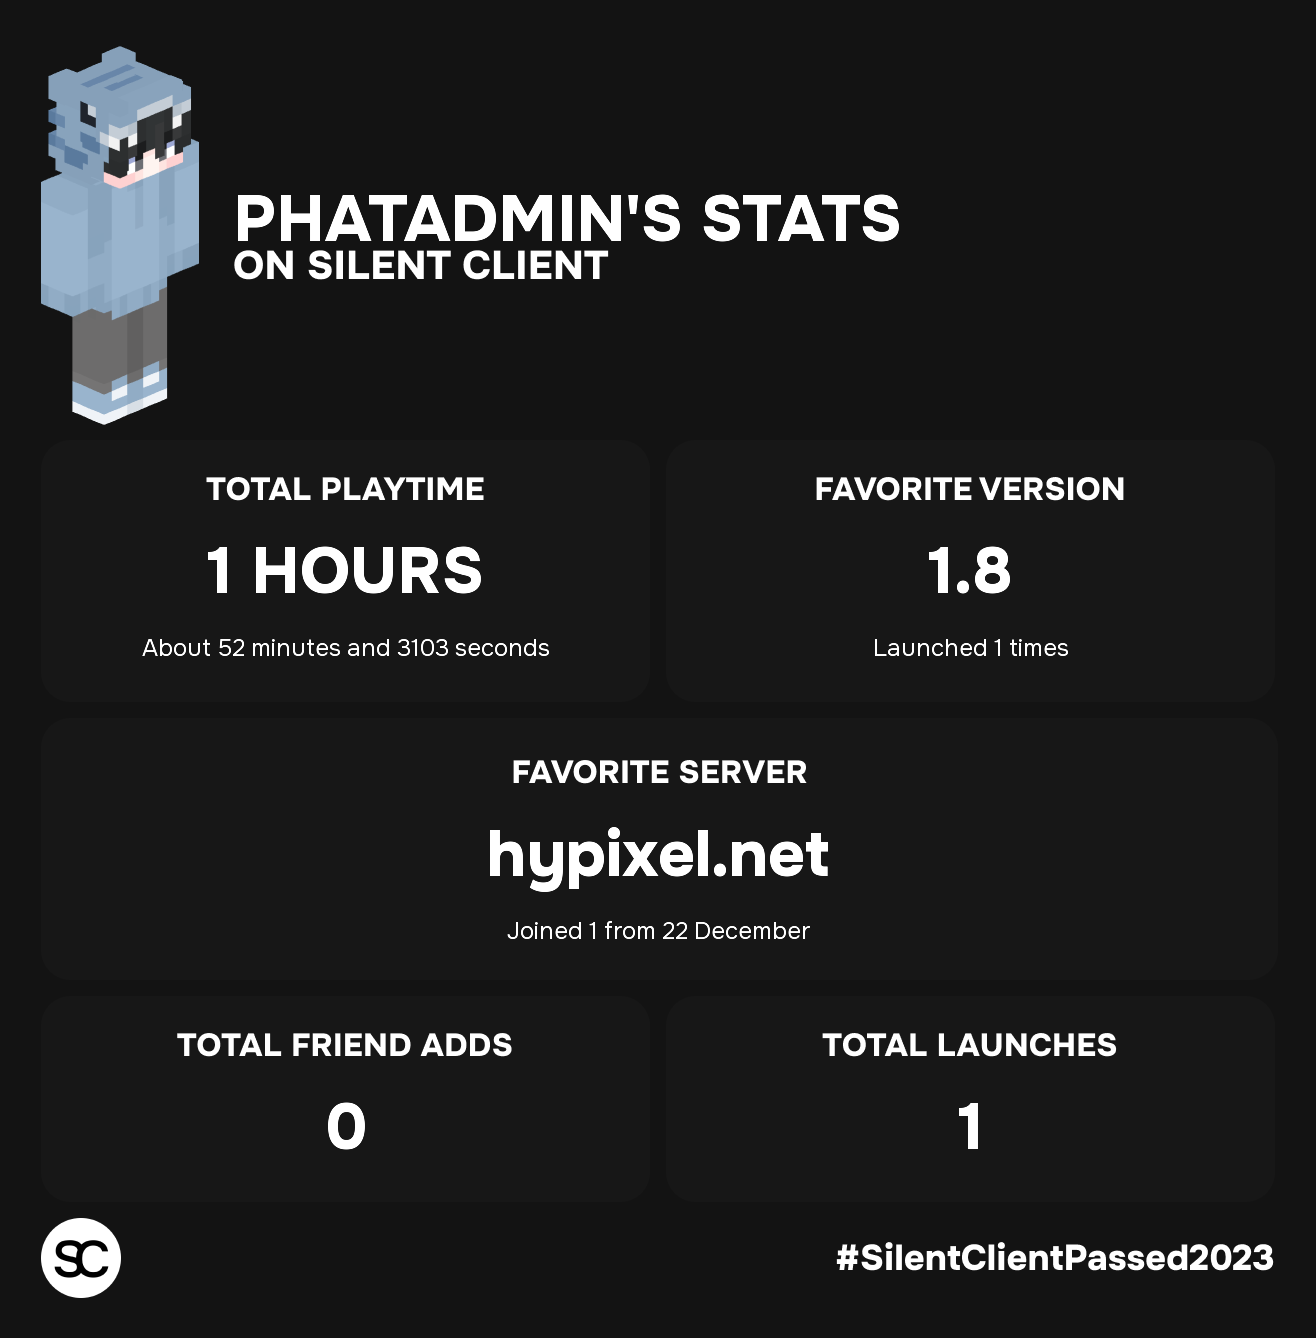 PHATADMIN'S STATS
ON SILENT CLIENT
TOTAL PLAYTIME
1 HOURS
About 52 minutes and 3103 seconds
FAVORITE VERSION
1.8
Launched 1 times
FAVORITE SERVER
hypixel.net
Joined 1 from 22 December
TOTAL FRIEND ADDS
0
TOTAL LAUNCHES
1
SC
#SilentClientPassed2023